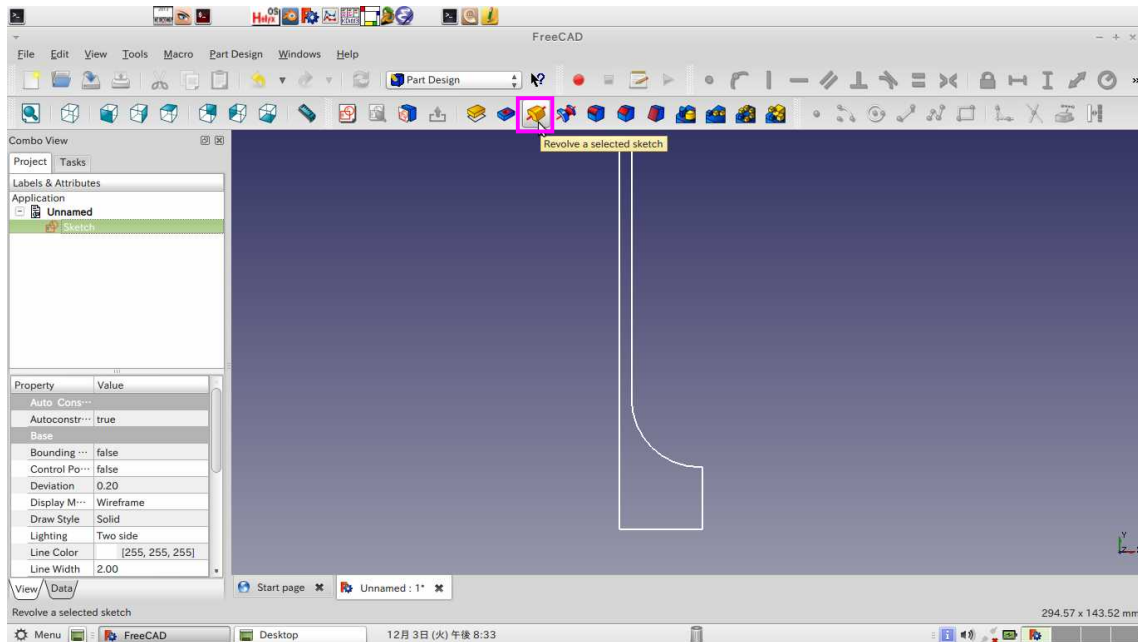 FreeCAD
File Edit View Tools Macro Part Design Windows Help
Part Design
Combo View
Revolve a selected sketch
Project Tasks
Labels & Attributes
Application
Unnamed
Sketch
Property Value
Auto Cons⋯
Autoconstr⋯ true
Base
Bounding ⋯ false
Control Po⋯ false
Deviation 0.20
Display M⋯ Wireframe
Draw Style Solid
Lighting Two side
Line Color [255, 255, 255]
Line Width 2.00
View Data
Start page Unnamed : 1*
Revolve a selected sketch
294.57 x 143.52 mm
Menu FreeCAD Desktop 12月 3日 (火) 午後 8:33